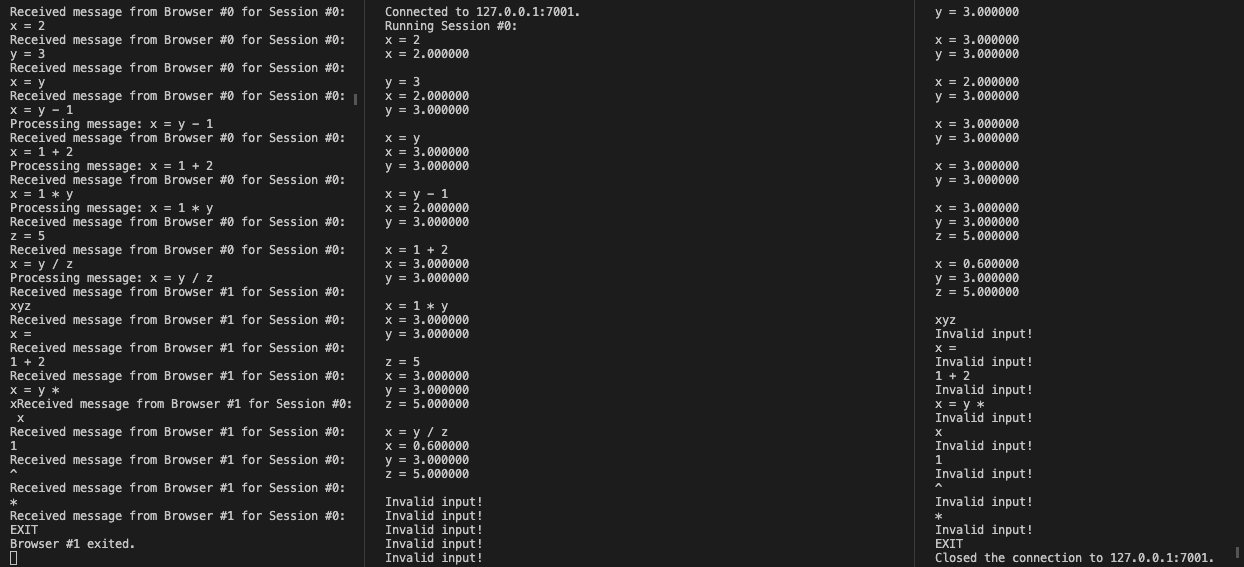 Received message from Browser #0 for Session #0:
x = 2
Received message from Browser #0 for Session #0:
y = 3
Received message from Browser #0 for Session #0:
x = y
Received message from Browser #0 for Session #0:
x = y - 1
Processing message: x = y - 1
Received message from Browser #0 for Session #0:
x = 1 + 2
Processing message: x = 1 + 2
Received message from Browser #0 for Session #0:
x = 1 * y
Processing message: x = 1 * y
Received message from Browser #0 for Session #0:
z = 5
Received message from Browser #0 for Session #0:
x = y / z
Processing message: x = y / z
Received message from Browser #1 for Session #0:
xyz
Received message from Browser #1 for Session #0:
x =
Received message from Browser #1 for Session #0:
1 + 2
Received message from Browser #1 for Session #0:
x = y *
xReceived message from Browser #1 for Session #0:
x
Received message from Browser #1 for Session #0:
1
Received message from Browser #1 for Session #0:
^
Received message from Browser #1 for Session #0:
*
Received message from Browser #1 for Session #0:
EXIT
Browser #1 exited.
Connected to 127.0.0.1:7001.
Running Session #0:
x = 2
x = 2.000000
y = 3
x = 2.000000
y = 3.000000
x = y
x = 3.000000
y = 3.000000
x = y - 1
x = 2.000000
y = 3.000000
x = 1 + 2
x = 3.000000
y = 3.000000
x = 1 * y
x = 3.000000
y = 3.000000
z = 5
x = 3.000000
y = 3.000000
z = 5.000000
x = y / z
x = 0.600000
y = 3.000000
z = 5.000000
Invalid input!
Invalid input!
Invalid input!
Invalid input!
Invalid input!
y = 3.000000
x = 3.000000
y = 3.000000
x = 2.000000
y = 3.000000
x = 3.000000
y = 3.000000
x = 3.000000
y = 3.000000
x = 3.000000
y = 3.000000
z = 5.000000
x = 0.600000
y = 3.000000
z = 5.000000
xyz
Invalid input!
x =
Invalid input!
1 + 2
Invalid input!
x = y *
Invalid input!
x
Invalid input!
1
Invalid input!
^
Invalid input!
*
Invalid input!
EXIT
Closed the connection to 127.0.0.1:7001.